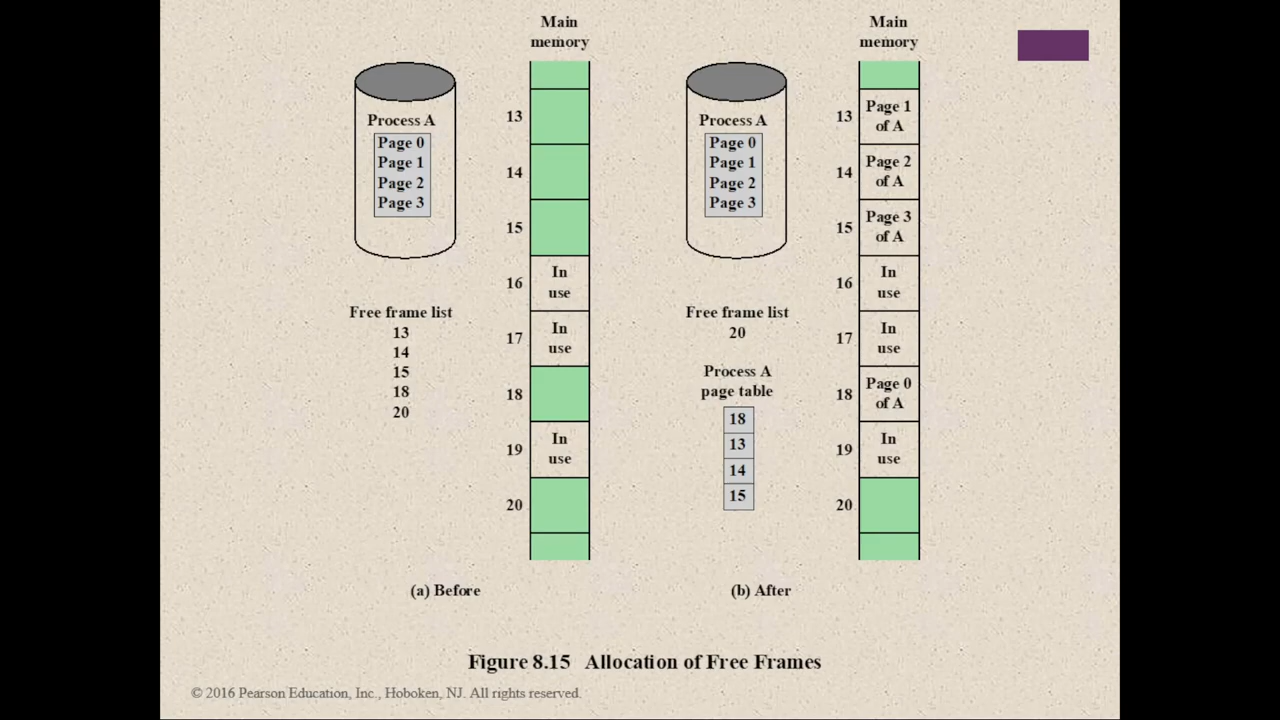 Main
memory
Process A
Page 0
Page 1
Page 2
Page 3
Free frame list
13
14
15
18
20
13
14
15
16
In
use
17
In
use
18
19
In
use
20
(a) Before
Main
memory
Process A
Page 0
Page 1
Page 2
Page 3
Free frame list
20
Process A
page table
18
13
14
15
13
Page 1
of A
14
Page 2
of A
15
Page 3
of A
16
In
use
17
In
use
18
Page 0
of A
19
In
use
20
(b) After
Figure 8.15 Allocation of Free Frames
© 2016 Pearson Education, Inc., Hoboken, NJ. All rights reserved.